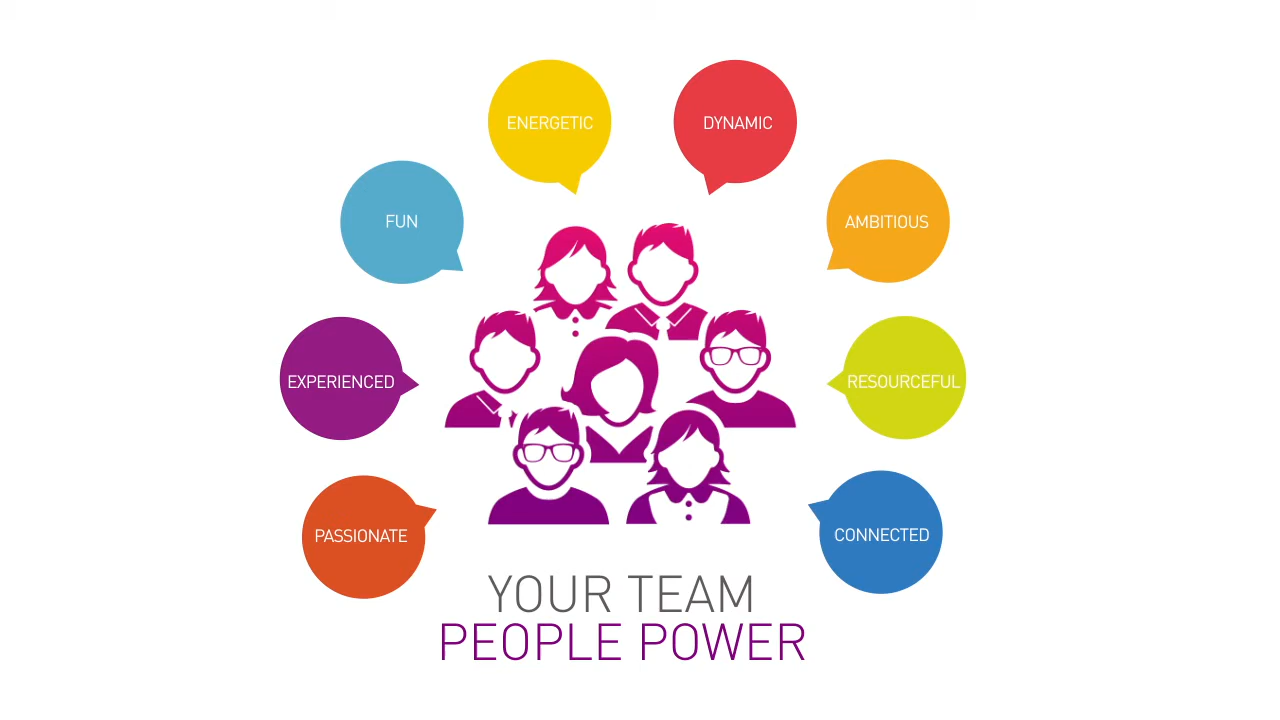 ENERGETIC
DYNAMIC
FUN
AMBITIOUS
EXPERIENCED
RESOURCEFUL
PASSIONATE
CONNECTED
YOUR TEAM
PEOPLE POWER